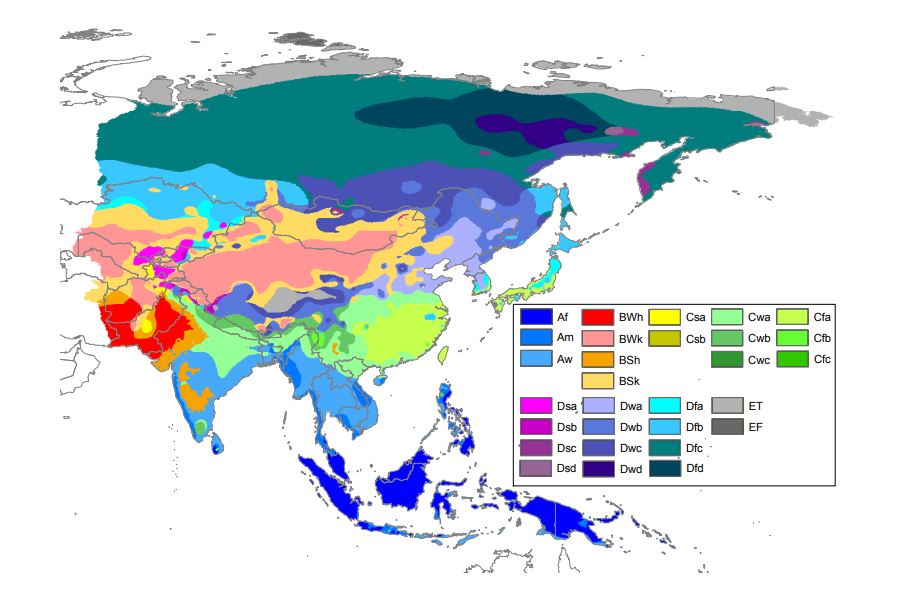 Af BWh Csa Cwa Cfa
Am BWk Csb Cwb Cfb
Aw BSh Cwc Cfc
BSk
Dsa Dwa Dfa ET
Dsb Dwb Dfb EF
Dsc Dwc Dfc
Dsd Dwd Dfd